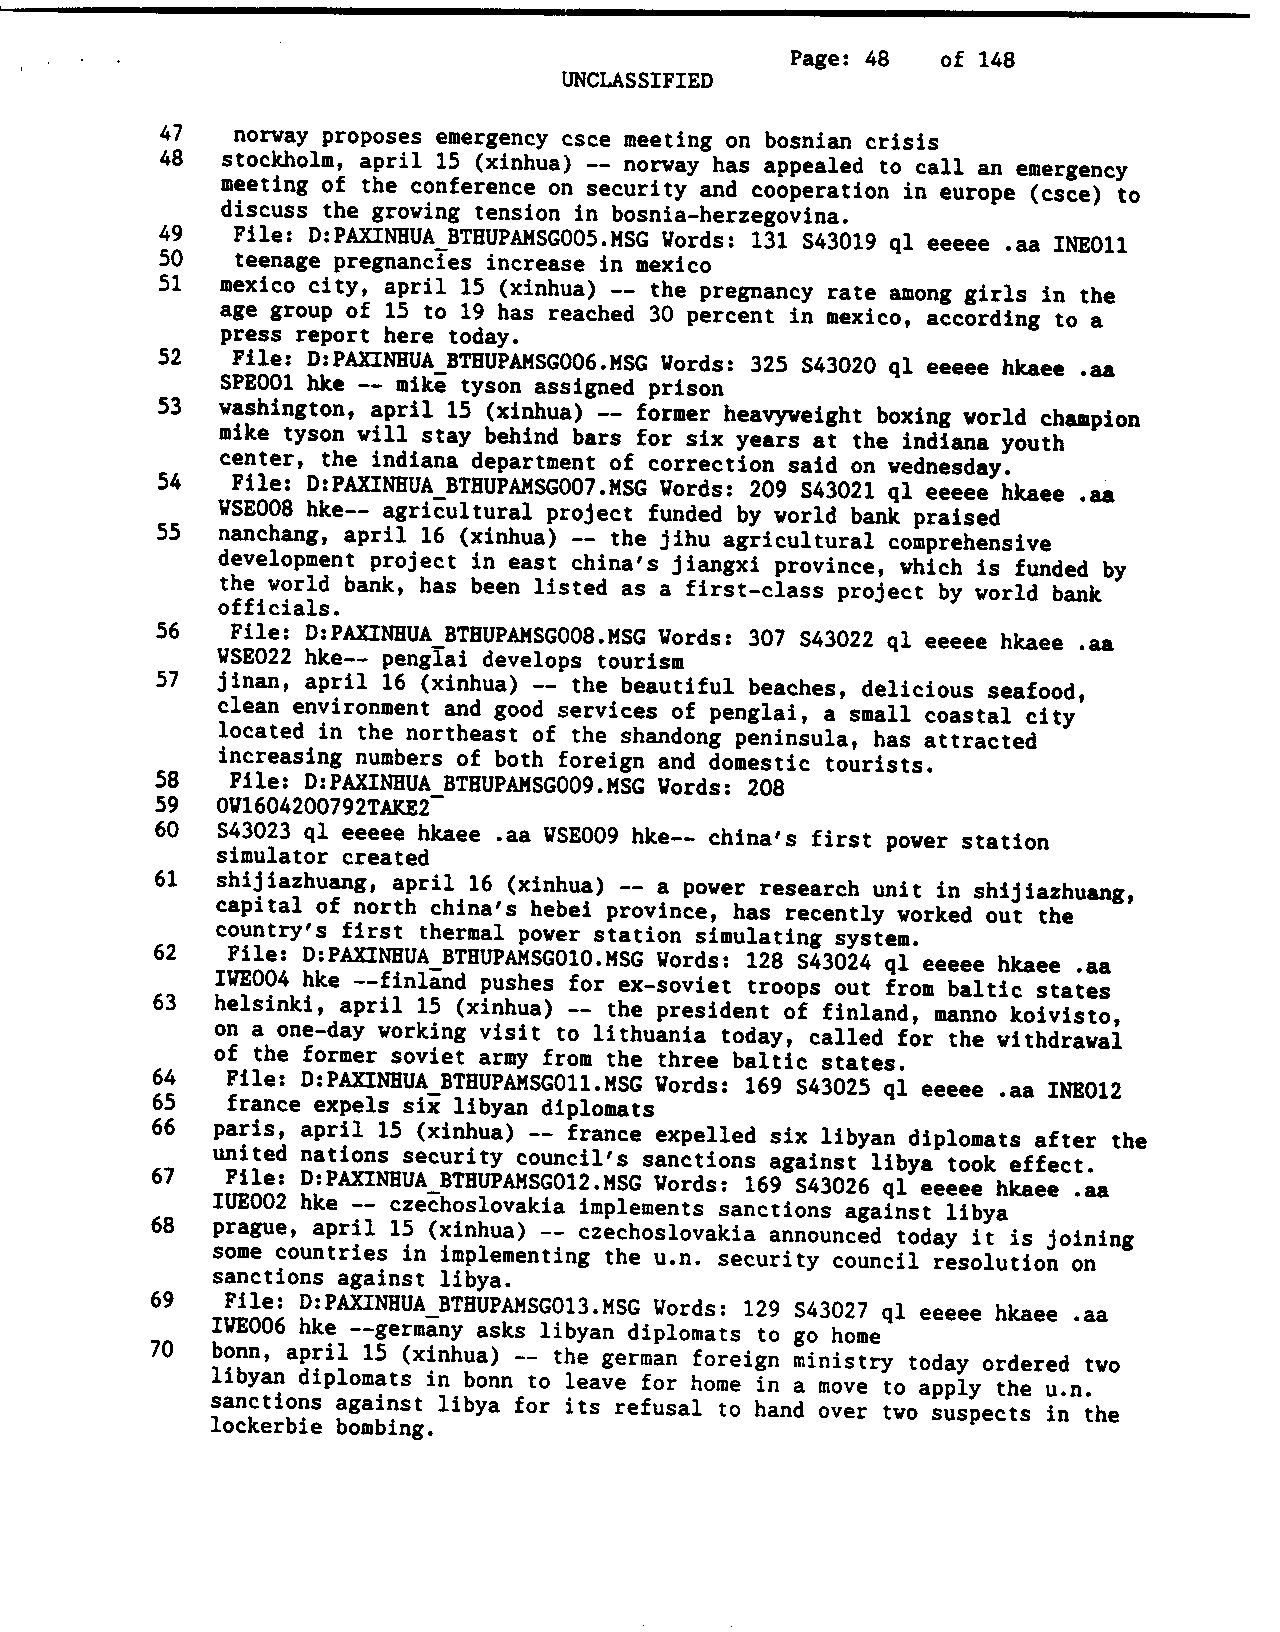 Page: 48 of 148
UNCLASSIFIED
47 norway proposes emergency csce meeting on bosnian crisis
48 stockholm, april 15 (xinhua) -- norway has appealed to call an emergency
meeting of the conference on security and cooperation in europe (csce) to
discuss the growing tension in bosnia-herzegovina.
49 File: D:PAXINHUA_BTHUPAMSG005.MSG Words: 131 S43019 ql eeeee .aa INE011
50 teenage pregnancies increase in mexico
51 mexico city, april 15 (xinhua) -- the pregnancy rate among girls in the
age group of 15 to 19 has reached 30 percent in mexico, according to a
press report here today.
52 File: D:PAXINHUA_BTHUPAMSG006.MSG Words: 325 S43020 ql eeeee hkaee .aa
SPE001 hke -- mike tyson assigned prison
53 washington, april 15 (xinhua) -- former heavyweight boxing world champion
mike tyson will stay behind bars for six years at the indiana youth
center, the indiana department of correction said on wednesday.
54 File: D:PAXINHUA_BTHUPAMSG007.MSG Words: 209 S43021 ql eeeee hkaee .aa
WSE008 hke-- agricultural project funded by world bank praised
55 nanchang, april 16 (xinhua) -- the jihu agricultural comprehensive
development project in east china's jiangxi province, which is funded by
the world bank, has been listed as a first-class project by world bank
officials.
56 File: D:PAXINHUA_BTHUPAMSG008.MSG Words: 307 S43022 ql eeeee hkaee .aa
WSE022 hke-- penglai develops tourism
57 jinan, april 16 (xinhua) -- the beautiful beaches, delicious seafood,
clean environment and good services of penglai, a small coastal city
located in the northeast of the shandong peninsula, has attracted
increasing numbers of both foreign and domestic tourists.
58 File: D:PAXINHUA_BTHUPAMSG009.MSG Words: 208
59 OW1604200792TAKE2
60 S43023 ql eeeee hkaee .aa WSE009 hke-- china's first power station
simulator created
61 shijiazhuang, april 16 (xinhua) -- a power research unit in shijiazhuang,
capital of north china's hebei province, has recently worked out the
country's first thermal power station simulating system.
62 File: D:PAXINHUA_BTHUPAMSG010.MSG Words: 128 S43024 ql eeeee hkaee .aa
IWE004 hke --finland pushes for ex-soviet troops out from baltic states
63 helsinki, april 15 (xinhua) -- the president of finland, manno koivisto,
on a one-day working visit to lithuania today, called for the withdrawal
of the former soviet army from the three baltic states.
64 File: D:PAXINHUA_BTHUPAMSG011.MSG Words: 169 S43025 ql eeeee .aa INE012
65 france expels six libyan diplomats
66 paris, april 15 (xinhua) -- france expelled six libyan diplomats after the
united nations security council's sanctions against libya took effect.
67 File: D:PAXINHUA_BTHUPAMSG012.MSG Words: 169 S43026 ql eeeee hkaee .aa
IUE002 hke -- czechoslovakia implements sanctions against libya
68 prague, april 15 (xinhua) -- czechoslovakia announced today it is joining
some countries in implementing the u.n. security council resolution on
sanctions against libya.
69 File: D:PAXINHUA_BTHUPAMSG013.MSG Words: 129 S43027 ql eeeee hkaee .aa
IWE006 hke --germany asks libyan diplomats to go home
70 bonn, april 15 (xinhua) -- the german foreign ministry today ordered two
libyan diplomats in bonn to leave for home in a move to apply the u.n.
sanctions against libya for its refusal to hand over two suspects in the
lockerbie bombing.